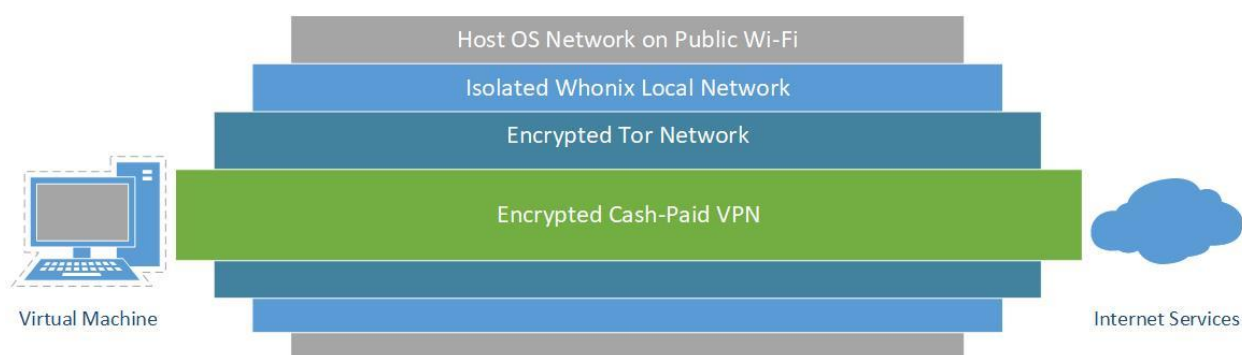 Host OS Network on Public Wi-Fi
Isolated Whonix Local Network
Encrypted Tor Network
Encrypted Cash-Paid VPN
Virtual Machine
Internet Services